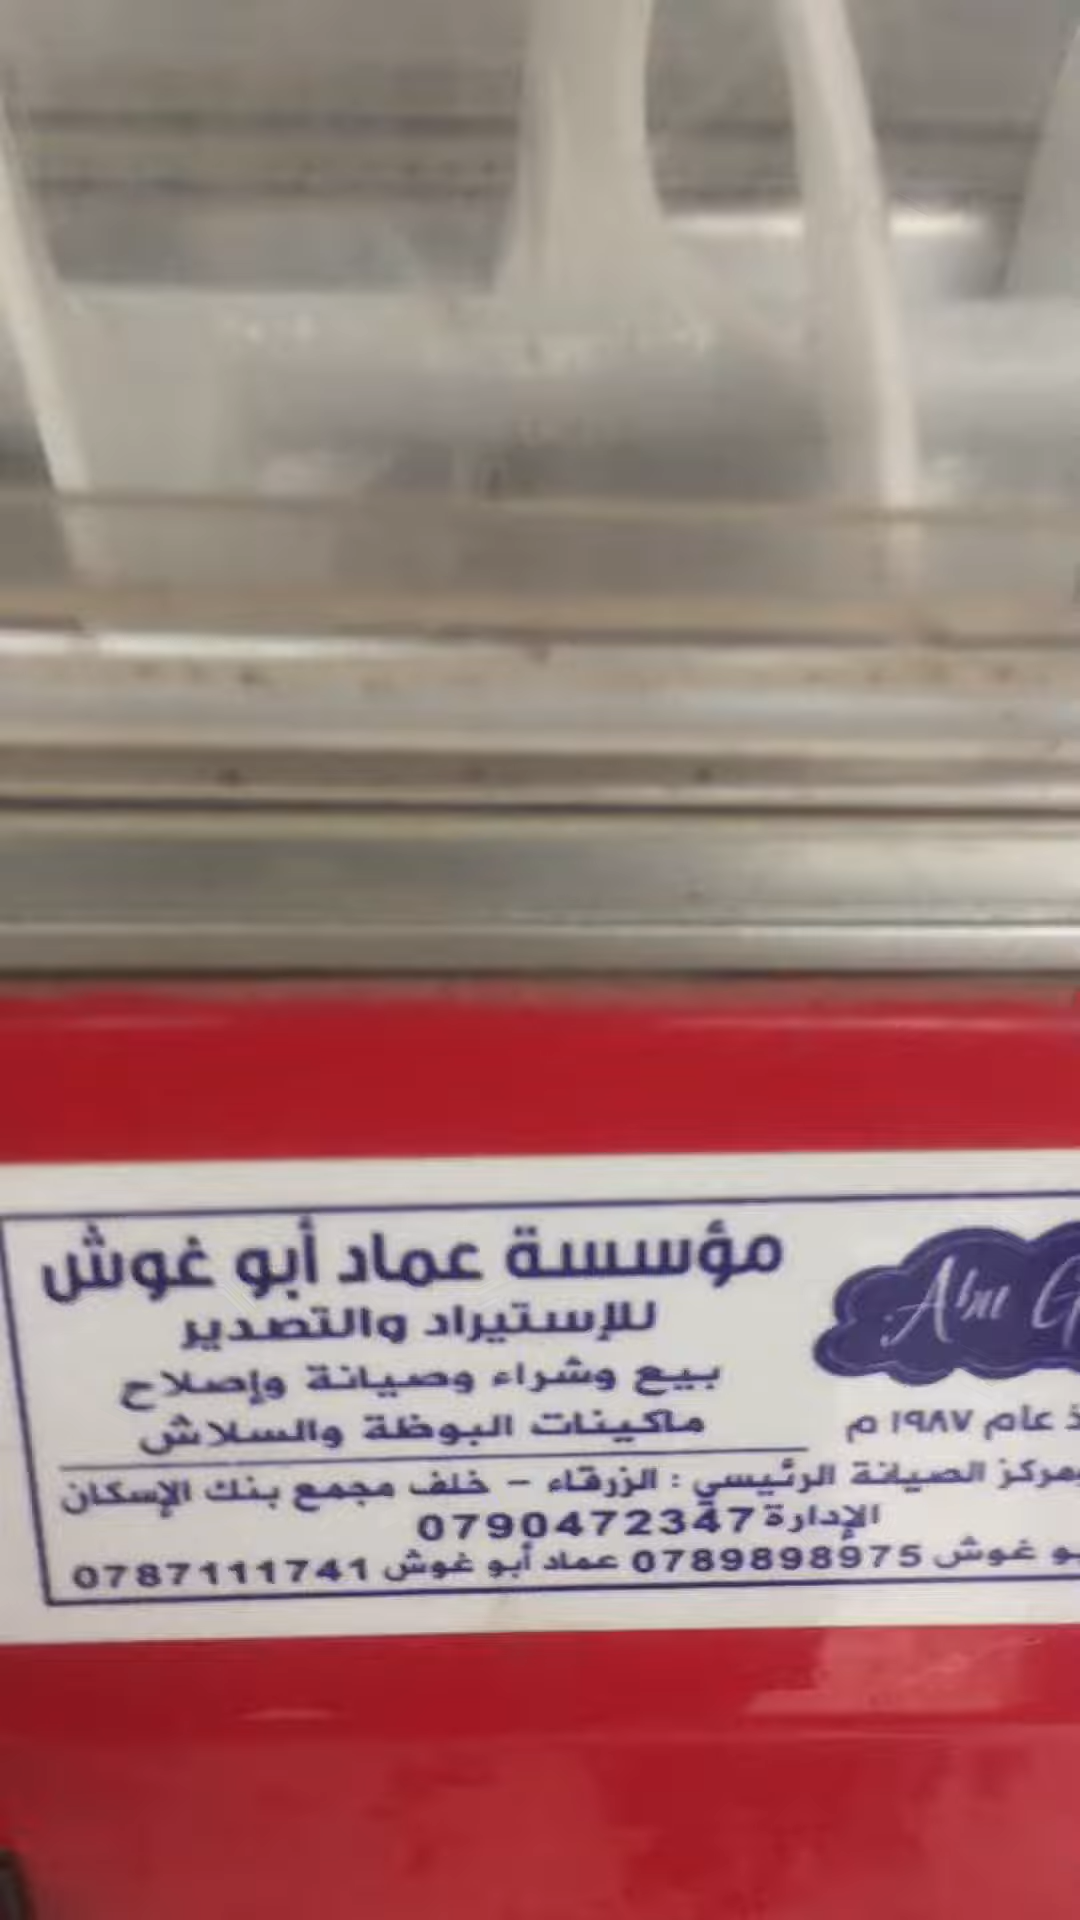 مؤسسة عماد أبو غوش
للإستيراد والتصدير
بيع وشراء وصيانة وإصلاح
ماكينات البوظة والسلاش
Abu
عام ١٩٨٧ م
مركز الصيانة الرئيسي : الزرقاء - خلف مجمع بنك الإسكان
الإدارة 0790472347
غوش 0789898975 عماد أبو غوش 0787111741